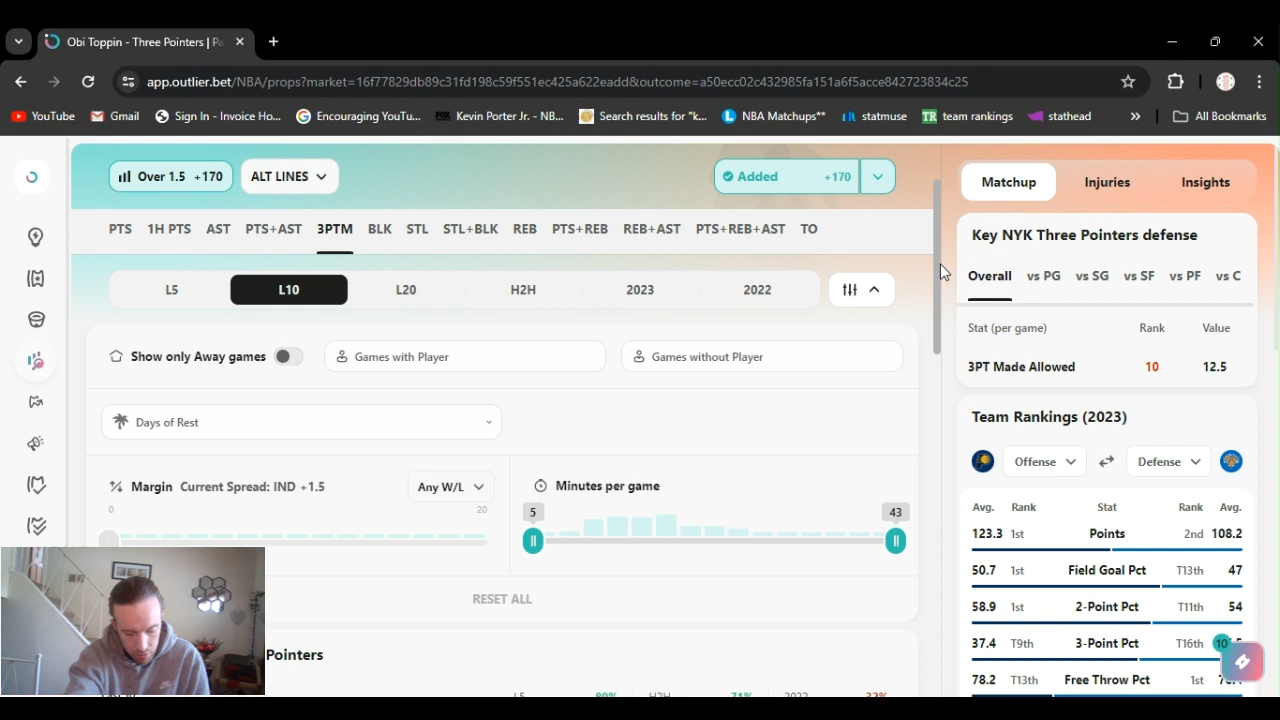 Obi Toppin - Three Pointers | Pa
app.outlier.bet/NBA/props?market=16f77829db89c31fd198c59f551ec425a622eadd&outcome=a50ecc02c432985fa151a6f5acce842723834c25
YouTube Gmail Sign In - Invoice Ho... Encouraging YouTu... FOX Kevin Porter Jr. - NB... Search results for "k... NBA Matchups** statmuse TR team rankings stathead » All Bookmarks
Over 1.5 +170 ALT LINES Added +170
PTS 1H PTS AST PTS+AST 3PTM BLK STL STL+BLK REB PTS+REB REB+AST PTS+REB+AST TO
L5 L10 L20 H2H 2023 2022
Show only Away games Games with Player Games without Player
Days of Rest
Margin Current Spread: IND +1.5 Any W/L Minutes per game
0 20 5 43
RESET ALL
Pointers
L5 80% H2H 71% 2022
Matchup Injuries Insights
Key NYK Three Pointers defense
Overall vs PG vs SG vs SF vs PF vs C
Stat (per game) Rank Value
3PT Made Allowed 10 12.5
Team Rankings (2023)
Offense Defense
Avg. Rank Stat Rank Avg.
123.3 1st Points 2nd 108.2
50.7 1st Field Goal Pct T13th 47
58.9 1st 2-Point Pct T11th 54
37.4 T9th 3-Point Pct T16th
78.2 T13th Free Throw Pct 1st